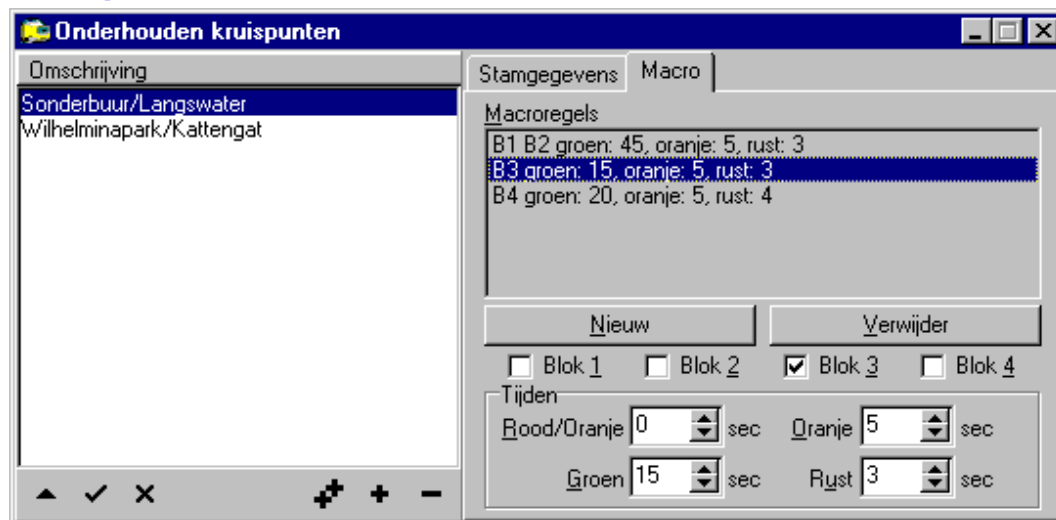 Onderhouden kruispunten
Omschrijving
Sonderbuur/Langswater
Wilhelminapark/Kattengat
Stamgegevens Macro
Macroregels
B1 B2 groen: 45, oranje: 5, rust: 3
B3 groen: 15, oranje: 5, rust: 3
B4 groen: 20, oranje: 5, rust: 4
Nieuw Verwijder
Blok 1 Blok 2 Blok 3 Blok 4
Tijden
Rood/Oranje 0 sec Oranje 5 sec
Groen 15 sec Rust 3 sec